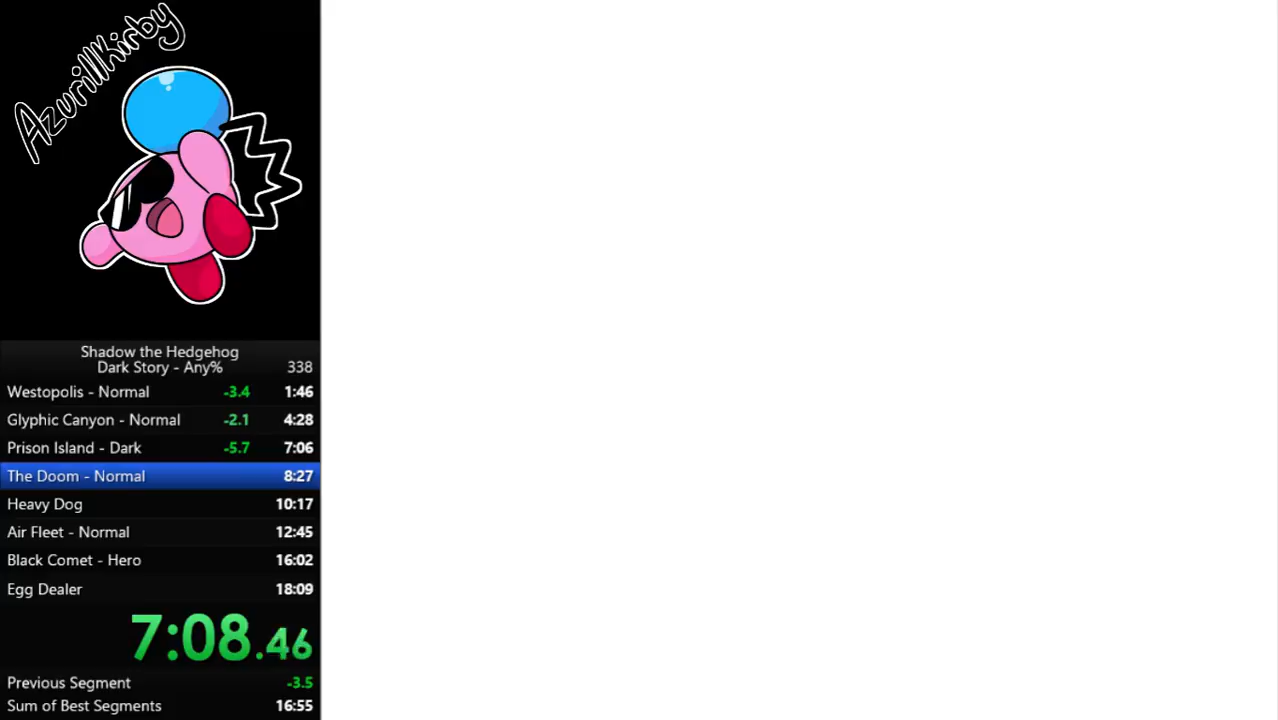 AzurillKirby
Shadow the Hedgehog
Dark Story - Any% 338
Westopolis - Normal -3.4 1:46
Glyphic Canyon - Normal -2.1 4:28
Prison Island - Dark -5.7 7:06
The Doom - Normal 8:27
Heavy Dog 10:17
Air Fleet - Normal 12:45
Black Comet - Hero 16:02
Egg Dealer 18:09
7:08.46
Previous Segment -3.5
Sum of Best Segments 16:55